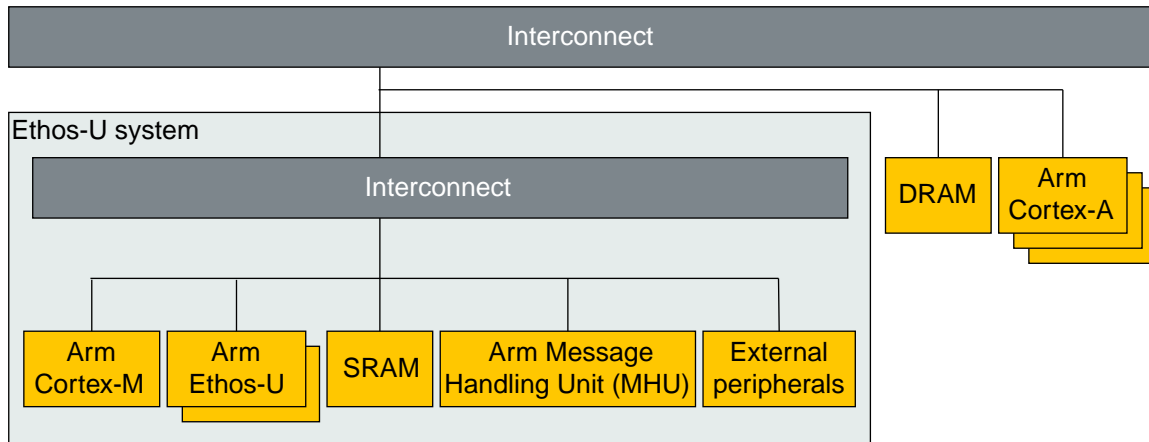 Interconnect
Ethos-U system
Interconnect
DRAM
Arm
Cortex-A
Arm
Cortex-M
Arm
Ethos-U
SRAM
Arm Message
Handling Unit (MHU)
External
peripherals